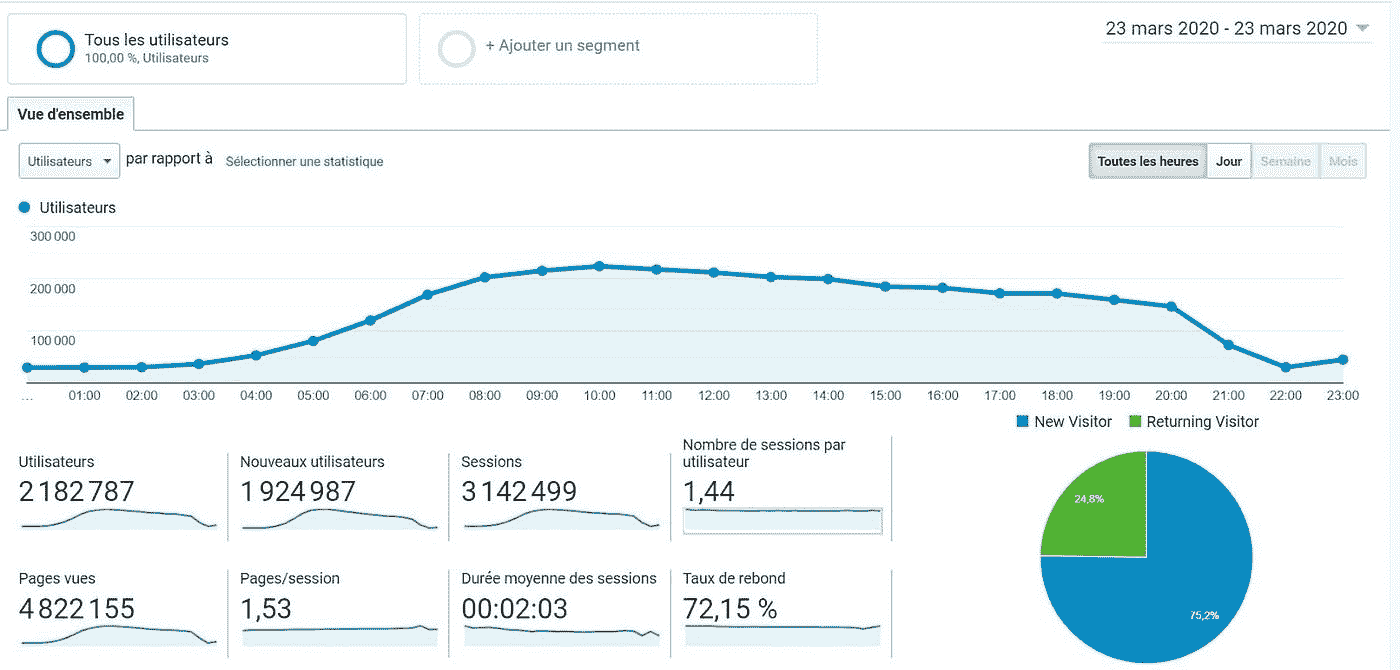 Tous les utilisateurs
100,00 %, Utilisateurs
+ Ajouter un segment
23 mars 2020 - 23 mars 2020
Vue d'ensemble
Utilisateurs par rapport à Sélectionner une statistique
Toutes les heures Jour Semaine Mois
Utilisateurs
300 000
200 000
100 000
... 01:00 02:00 03:00 04:00 05:00 06:00 07:00 08:00 09:00 10:00 11:00 12:00 13:00 14:00 15:00 16:00 17:00 18:00 19:00 20:00 21:00 22:00 23:00
New Visitor Returning Visitor
Utilisateurs
2 182 787
Nouveaux utilisateurs
1 924 987
Sessions
3 142 499
Nombre de sessions par
utilisateur
1,44
Pages vues
4 822 155
Pages/session
1,53
Durée moyenne des sessions
00:02:03
Taux de rebond
72,15 %
24,8%
75,2%